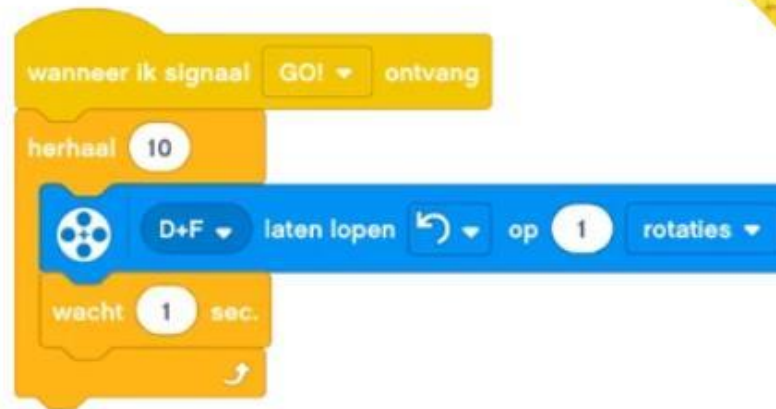 wanneer ik signaal GO! ontvang
herhaal 10
D+F laten lopen op 1 rotaties
wacht 1 sec.